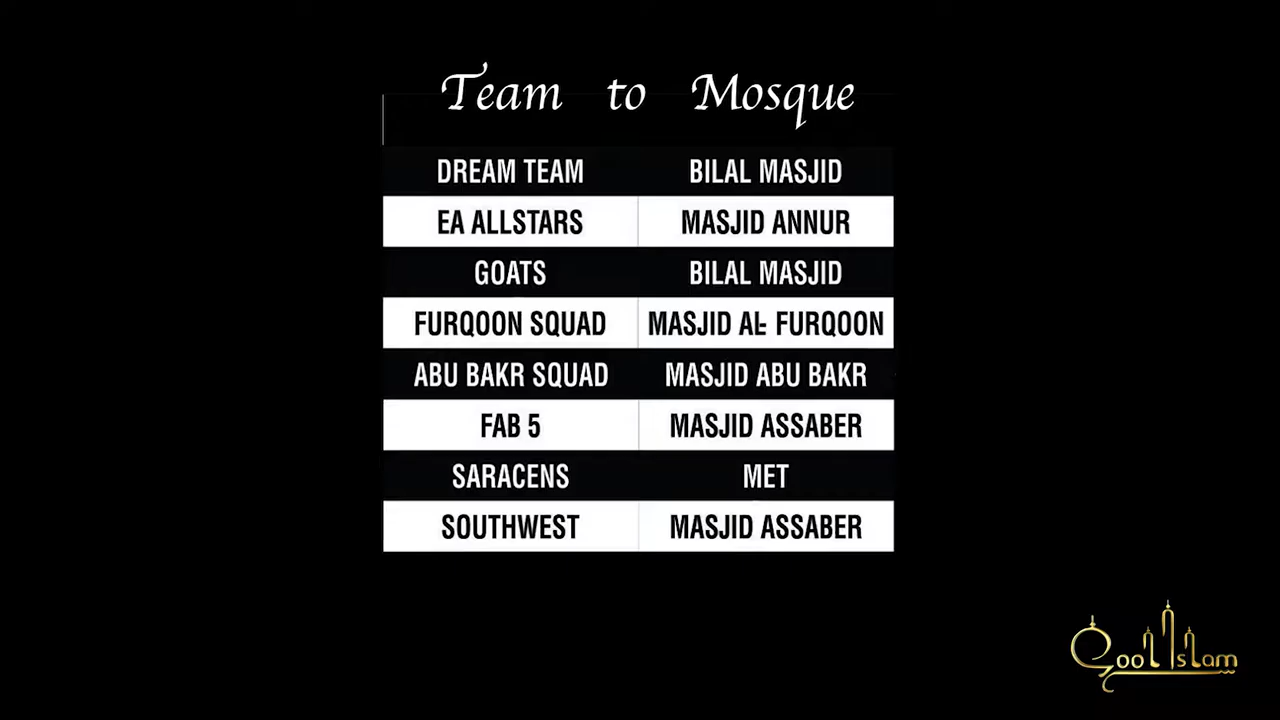 Team to Mosque
DREAM TEAM BILAL MASJID
EA ALLSTARS MASJID ANNUR
GOATS BILAL MASJID
FURQOON SQUAD MASJID AL- FURQOON
ABU BAKR SQUAD MASJID ABU BAKR
FAB 5 MASJID ASSABER
SARACENS MET
SOUTHWEST MASJID ASSABER
Qool Islam